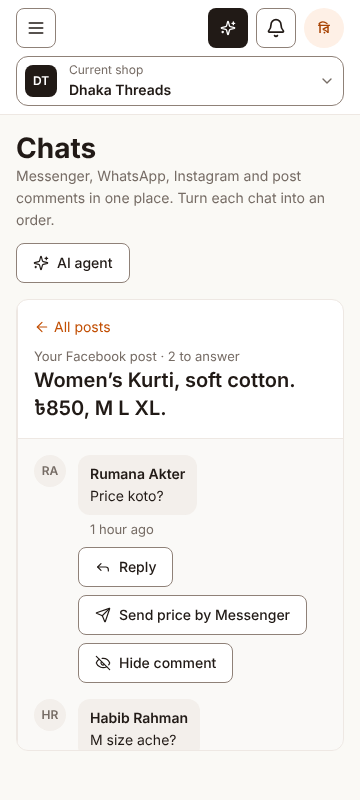 রি
DT
Current shop
Dhaka Threads
Chats
Messenger, WhatsApp, Instagram and post
comments in one place. Turn each chat into an
order.
AI agent
All posts
Your Facebook post · 2 to answer
Women’s Kurti, soft cotton.
৳850, M L XL.
RA
Rumana Akter
Price koto?
1 hour ago
Reply
Send price by Messenger
Hide comment
HR
Habib Rahman
M size ache?